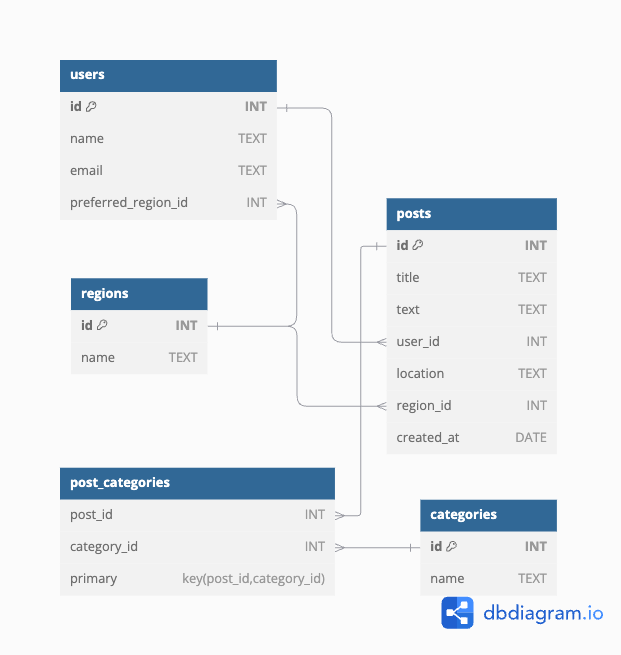 users
id INT
name TEXT
email TEXT
preferred_region_id INT
regions
id INT
name TEXT
posts
id INT
title TEXT
text TEXT
user_id INT
location TEXT
region_id INT
created_at DATE
post_categories
post_id INT
category_id INT
primary key(post_id,category_id)
categories
id INT
name TEXT
dbdiagram.io